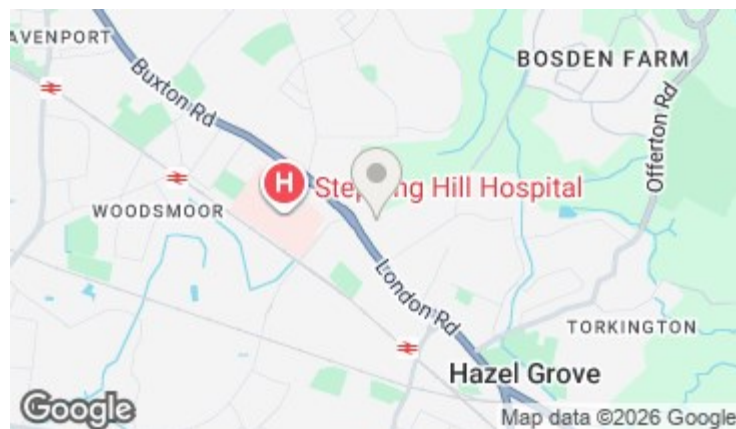 AVENPORT
BOSDEN FARM
Buxton Rd
Offerton Rd
H
Stepping Hill Hospital
WOODSMOOR
London Rd
TORKINGTON
Hazel Grove
Google
Map data ©2026 Google